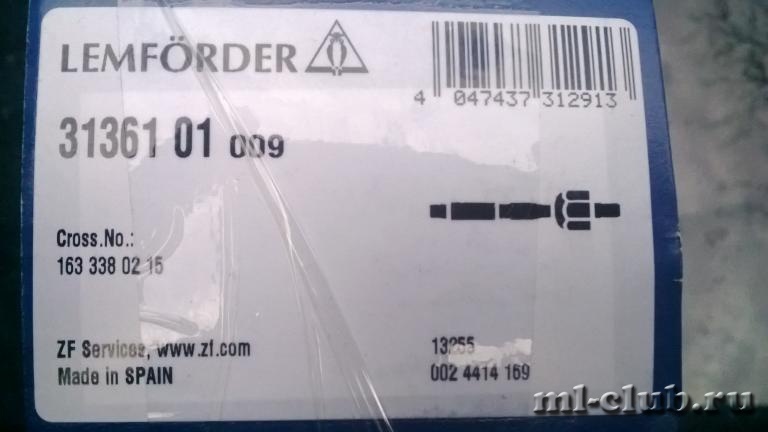 LEMFÖRDER
4 047437 312913
31361 01 009
Cross.No.:
163 338 02 15
ZF Services, www.zf.com
Made in SPAIN
13255
002 4414 169
ml-club.ru